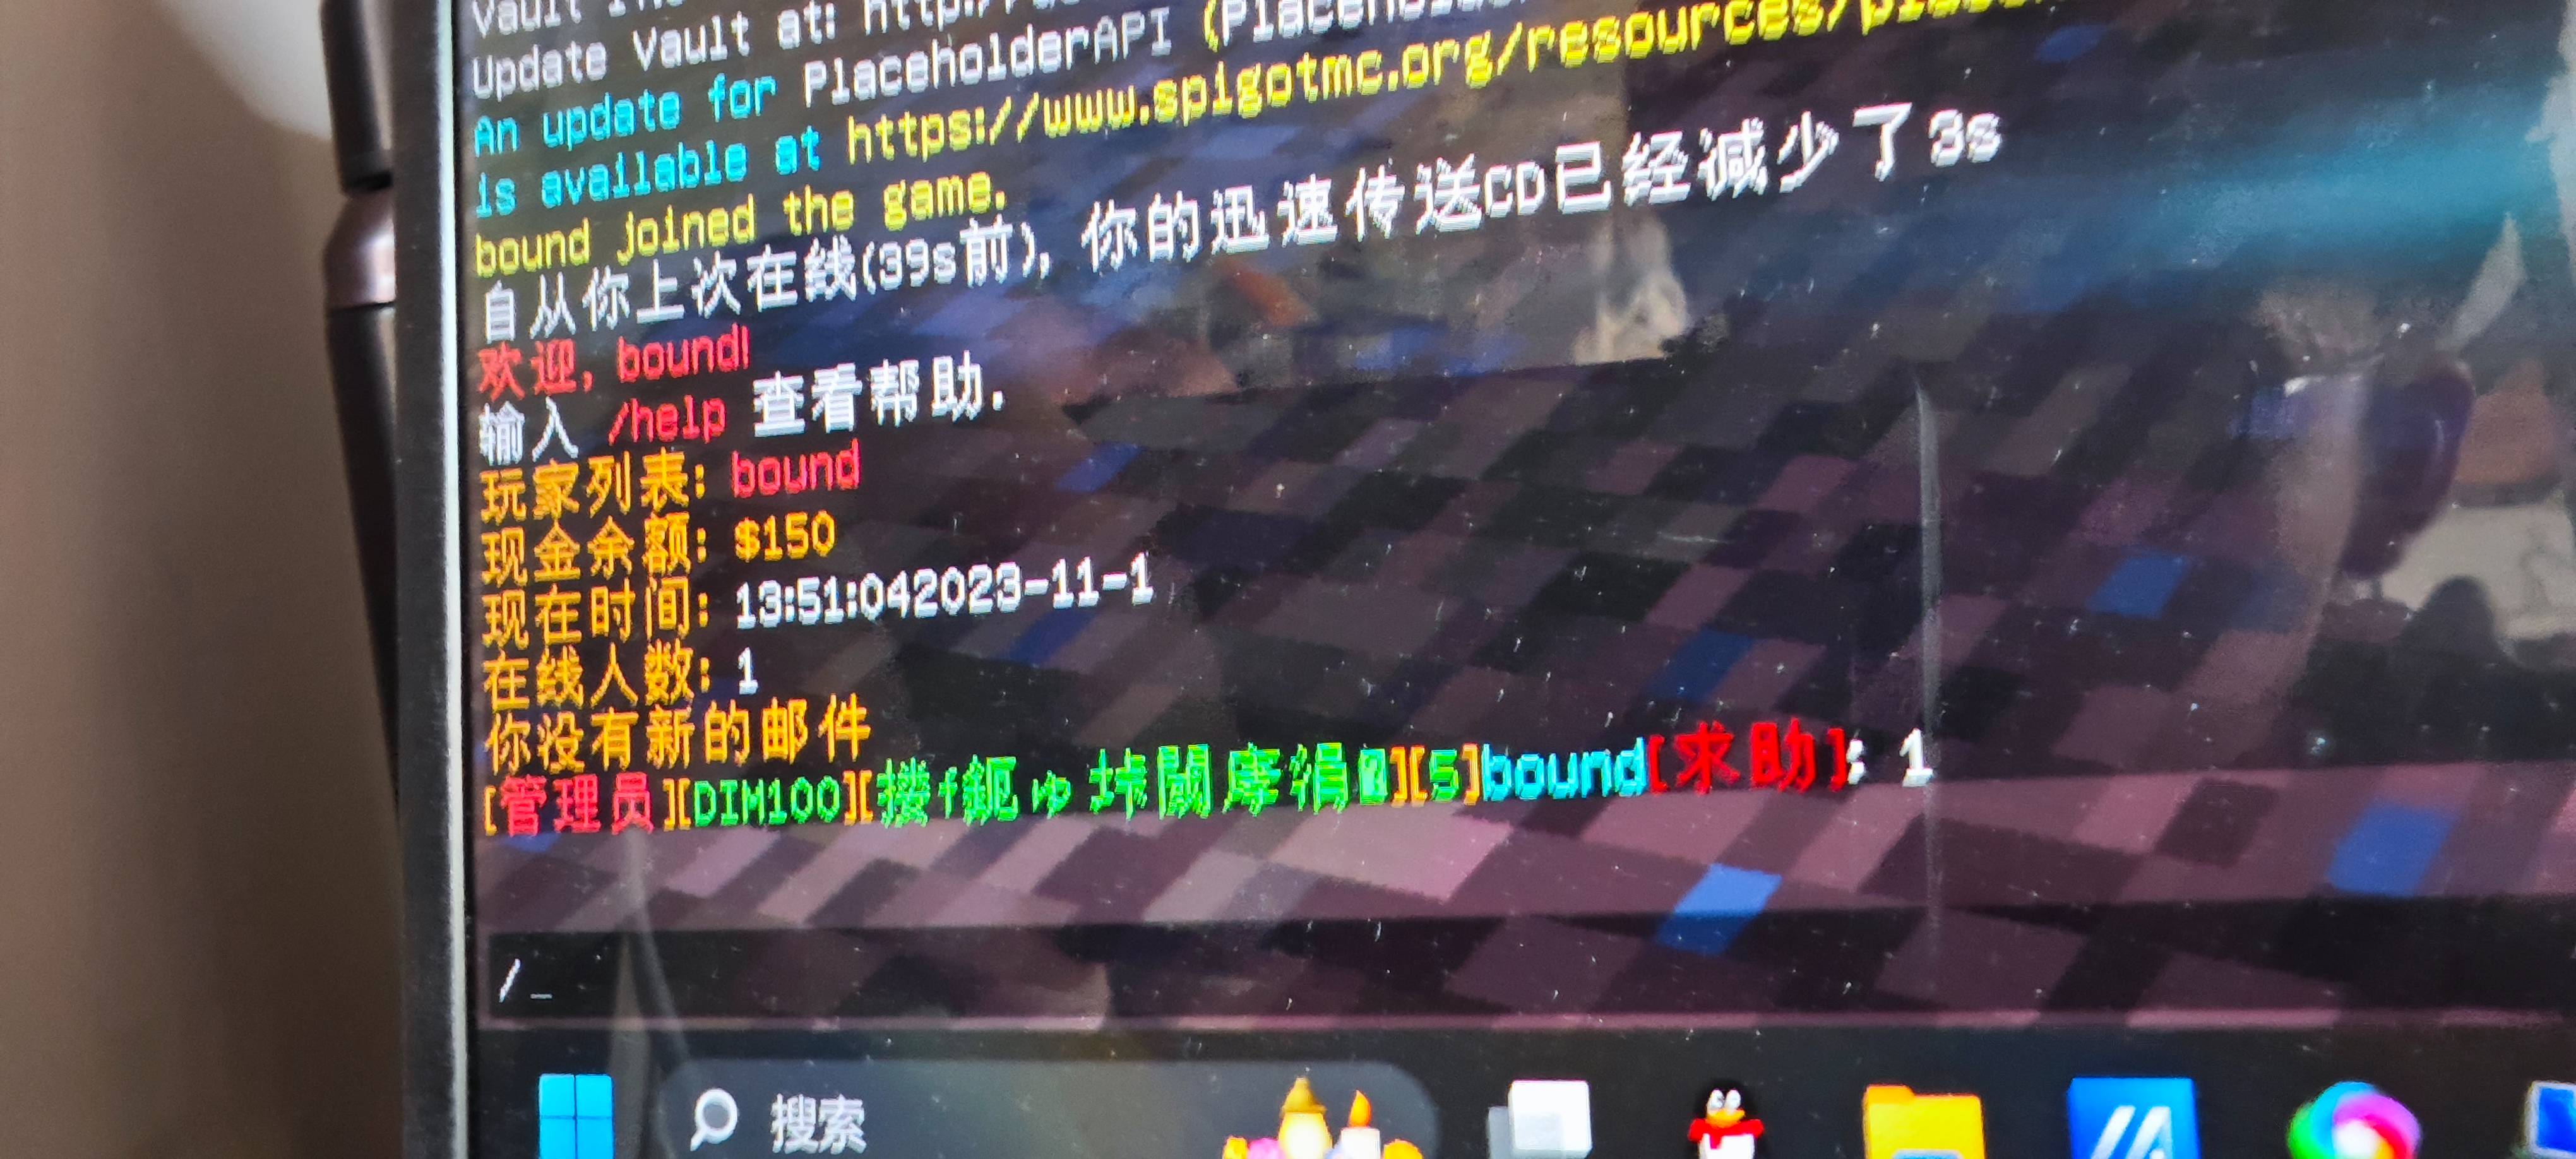 Vault
Update Vault at: http:/
An update for PlaceholderAPI (Placeholder
is available at https://www.spigotmc.org/resources/
bound joined the game.
自从你上次在线(39s前), 你的迅速传送CD已经减少了3s
欢迎, bound!
输入 /help 查看帮助.
玩家列表: bound
现金余额: $150
现在时间: 13:51:042023-11-1
在线人数: 1
你没有新的邮件
[管理员][DIM100][5]bound[求助]: 1
/_
搜索